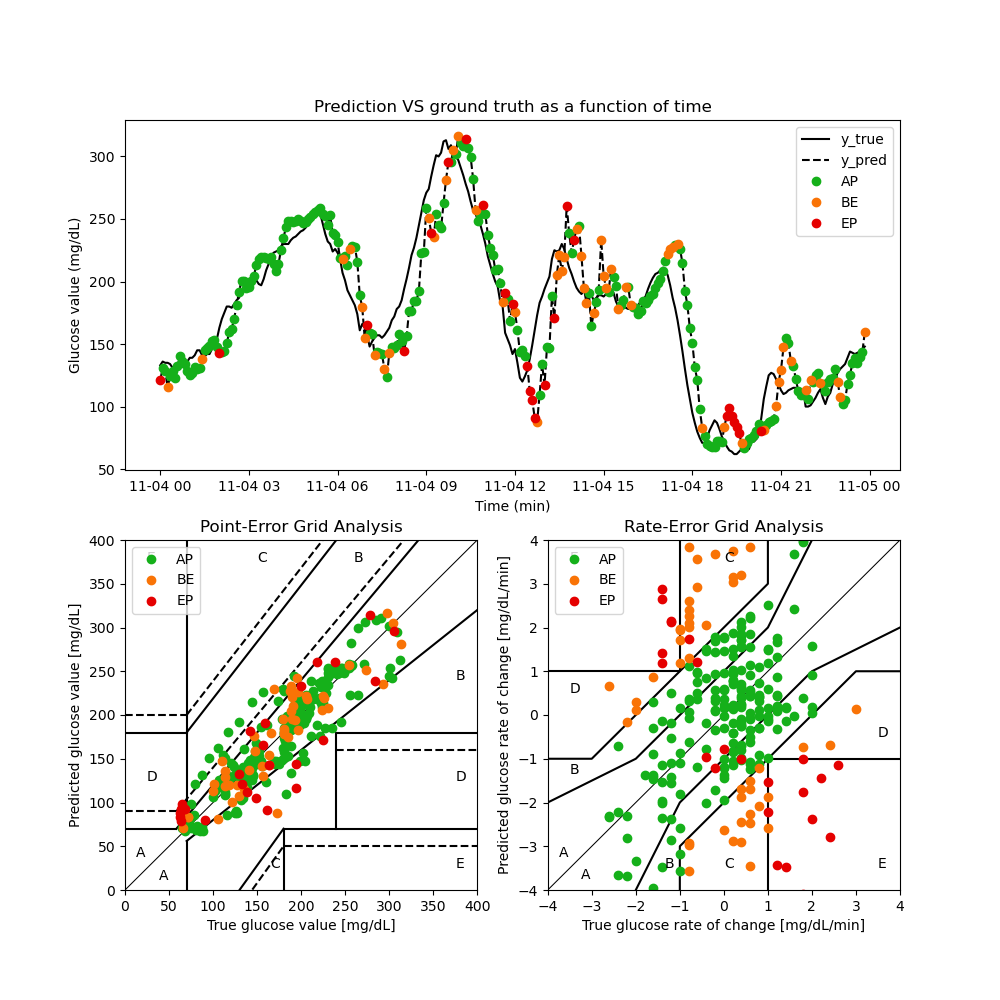 Prediction VS ground truth as a function of time
Glucose value (mg/dL)
300
250
200
150
100
50
y_true
y_pred
AP
BE
EP
11-04 00 11-04 03 11-04 06 11-04 09 11-04 12 11-04 15 11-04 18 11-04 21 11-05 00
Time (min)
Point-Error Grid Analysis
Predicted glucose value [mg/dL]
400
350
300
250
200
150
100
50
0
AP
BE
EP
C
B
B
D
D
A
A
C
E
0 50 100 150 200 250 300 350 400
True glucose value [mg/dL]
Rate-Error Grid Analysis
Predicted glucose rate of change [mg/dL/min]
4
3
2
1
0
−1
−2
−3
−4
AP
BE
EP
C
D
D
B
A
A
B
C
E
−4 −3 −2 −1 0 1 2 3 4
True glucose rate of change [mg/dL/min]